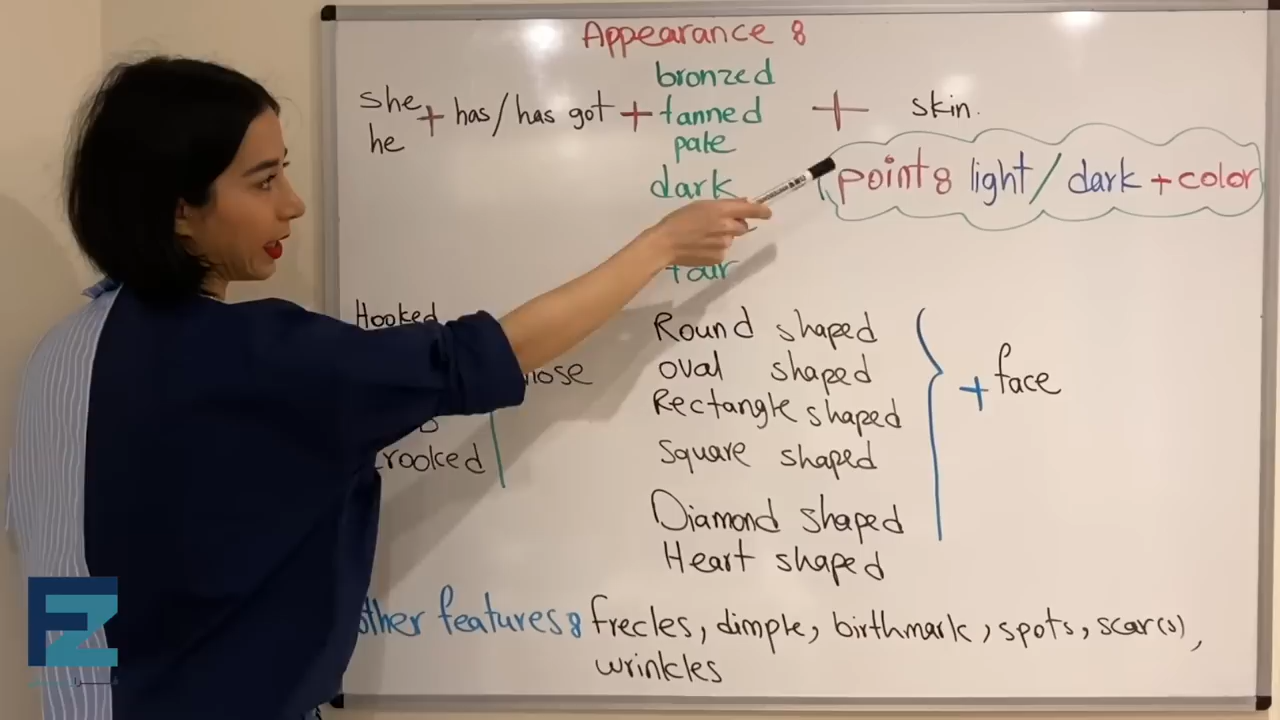 Appearance :
bronzed
she
he
+ has / has got + tanned + skin.
pale
dark
point : light / dark + color
Hooked
nose
crooked
Round shaped
oval shaped
Rectangle shaped
Square shaped
Diamond shaped
Heart shaped
+ face
other features : frecles, dimple, birthmark, spots, scar(s),
wrinkles
FZ